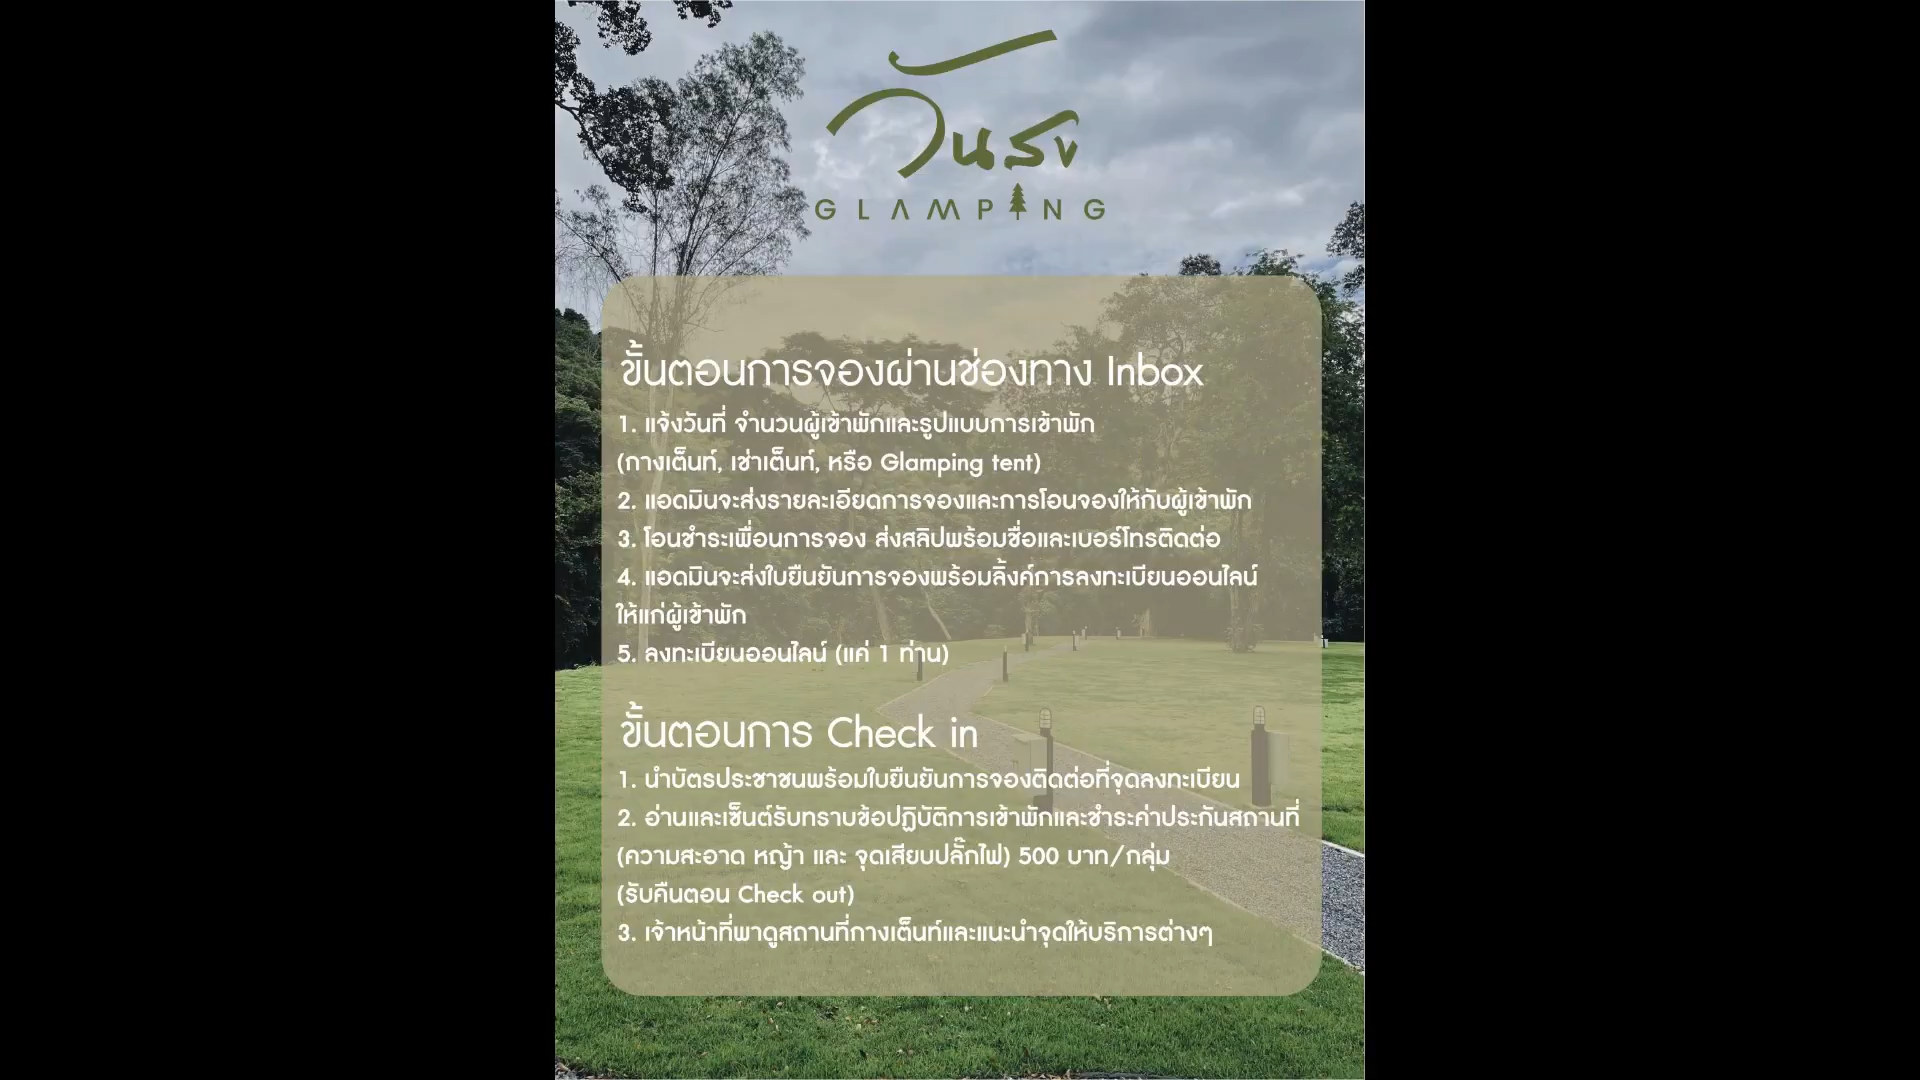 วันสุข
GLAMPING
ขั้นตอนการจองผ่านช่องทาง Inbox
1. แจ้งวันที่ จำนวนผู้เข้าพักและรูปแบบการเข้าพัก
(กางเต็นท์, เช่าเต็นท์, หรือ Glamping tent)
2. แอดมินจะส่งรายละเอียดการจองและการโอนจองให้กับผู้เข้าพัก
3. โอนชำระเพื่อนการจอง ส่งสลิปพร้อมชื่อและเบอร์โทรติดต่อ
4. แอดมินจะส่งใบยืนยันการจองพร้อมลิ้งค์การลงทะเบียนออนไลน์
ให้แก่ผู้เข้าพัก
5. ลงทะเบียนออนไลน์ (แค่ 1 ท่าน)
ขั้นตอนการ Check in
1. นำบัตรประชาชนพร้อมใบยืนยันการจองติดต่อที่จุดลงทะเบียน
2. อ่านและเซ็นต์รับทราบข้อปฏิบัติการเข้าพักและชำระค่าประกันสถานที่
(ความสะอาด หญ้า และ จุดเสียบปลั๊กไฟ) 500 บาท/กลุ่ม
(รับคืนตอน Check out)
3. เจ้าหน้าที่พาดูสถานที่กางเต็นท์และแนะนำจุดให้บริการต่างๆ